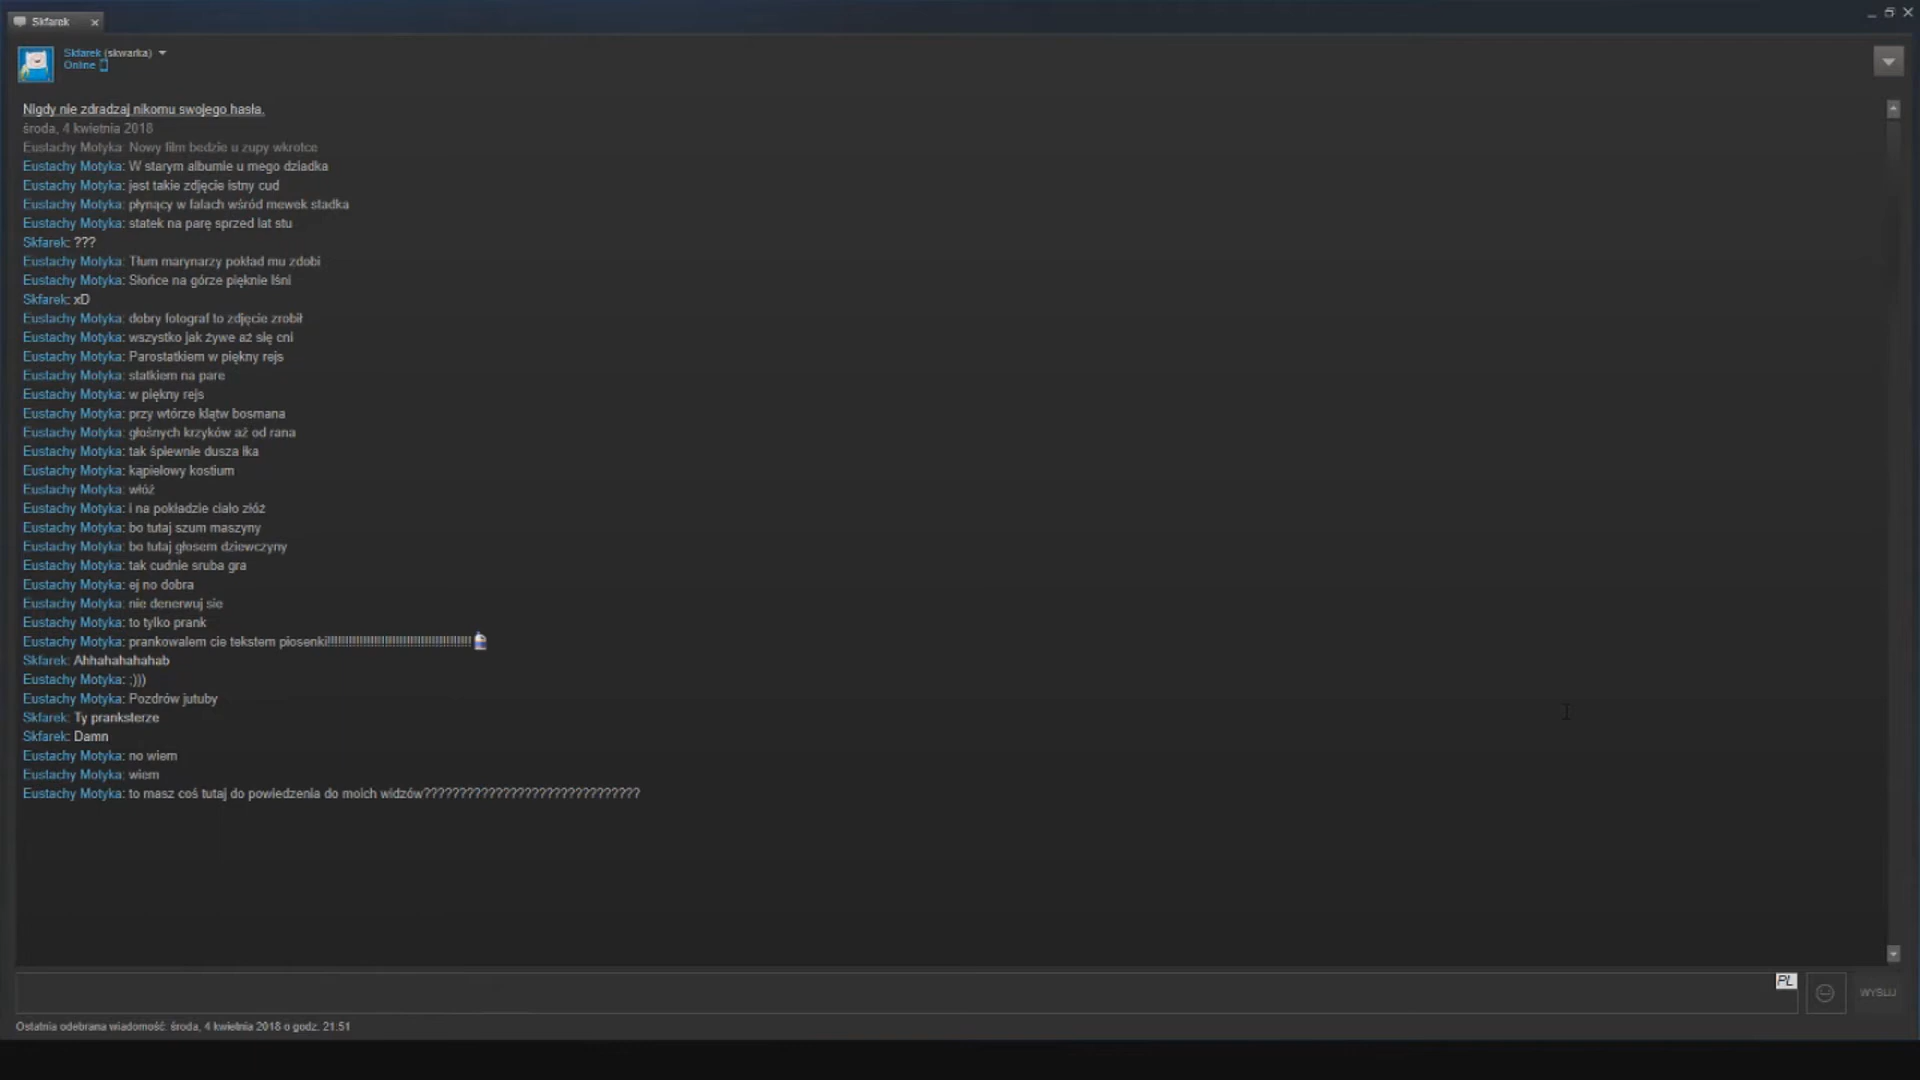 Skfarek
Skfarek (skwarka)
Online
Nigdy nie zdradzaj nikomu swojego hasła.
środa, 4 kwietnia 2018
Eustachy Motyka: Nowy film bedzie u zupy wkrotce
Eustachy Motyka: W starym albumie u mego dziadka
Eustachy Motyka: jest takie zdjęcie istny cud
Eustachy Motyka: płynący w falach wśród mewek stadka
Eustachy Motyka: statek na parę sprzed lat stu
Skfarek: ???
Eustachy Motyka: Tłum marynarzy pokład mu zdobi
Eustachy Motyka: Słońce na górze pięknie lśni
Skfarek: xD
Eustachy Motyka: dobry fotograf to zdjęcie zrobił
Eustachy Motyka: wszystko jak żywe aż się cni
Eustachy Motyka: Parostatkiem w piękny rejs
Eustachy Motyka: statkiem na pare
Eustachy Motyka: w piękny rejs
Eustachy Motyka: przy wtórze klątw bosmana
Eustachy Motyka: głośnych krzyków aż od rana
Eustachy Motyka: tak śpiewnie dusza łka
Eustachy Motyka: kąpielowy kostium
Eustachy Motyka: włóż
Eustachy Motyka: i na pokładzie ciało złóż
Eustachy Motyka: bo tutaj szum maszyny
Eustachy Motyka: bo tutaj głosem dziewczyny
Eustachy Motyka: tak cudnie sruba gra
Eustachy Motyka: ej no dobra
Eustachy Motyka: nie denerwuj sie
Eustachy Motyka: to tylko prank
Eustachy Motyka: prankowalem cie tekstem piosenki!!!!!!!!!!!!!!!!!!!!!!!!!!!!!!!!!!!!!!!!
Skfarek: Ahhahahahahab
Eustachy Motyka: ;)))
Eustachy Motyka: Pozdrów jutuby
Skfarek: Ty pranksterze
Skfarek: Damn
Eustachy Motyka: no wiem
Eustachy Motyka: wiem
Eustachy Motyka: to masz coś tutaj do powiedzenia do moich widzów??????????????????????????????
PL
WYŚLIJ
Ostatnia odebrana wiadomość: środa, 4 kwietnia 2018 o godz. 21:51